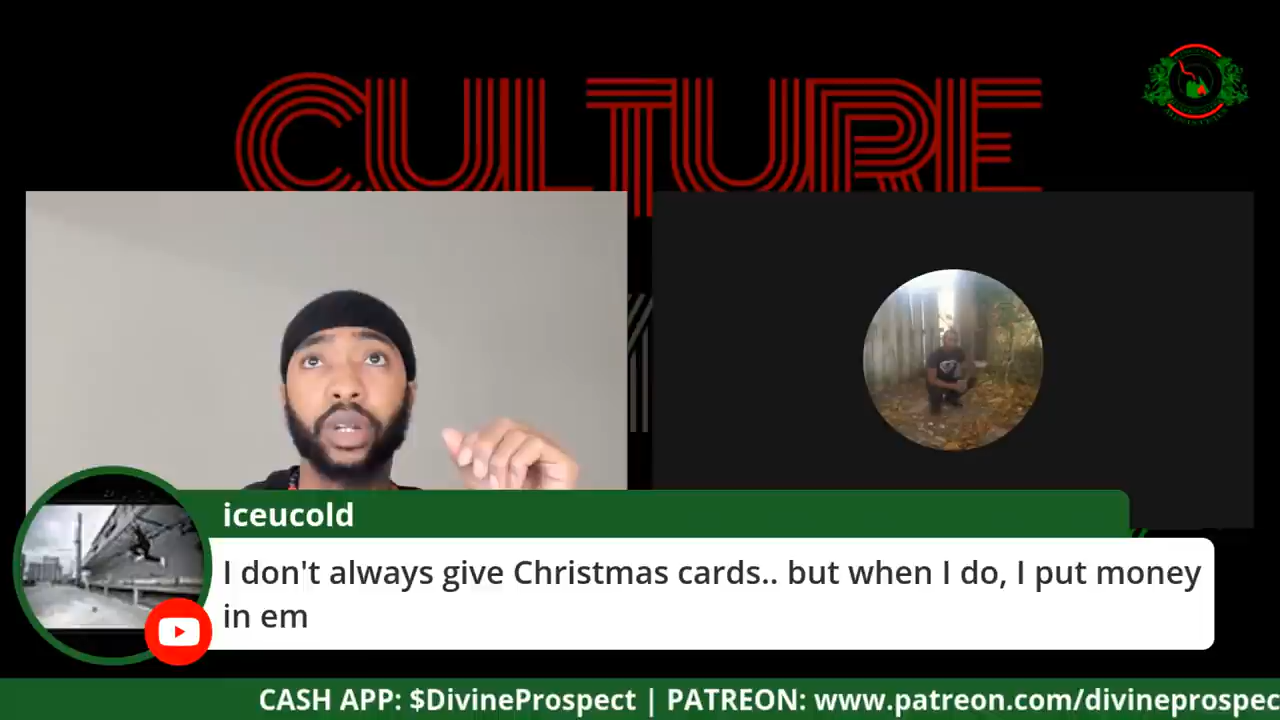 CULTURE
iceucold
I don't always give Christmas cards.. but when I do, I put money
in em
CASH APP: $DivineProspect | PATREON: www.patreon.com/divineprospec